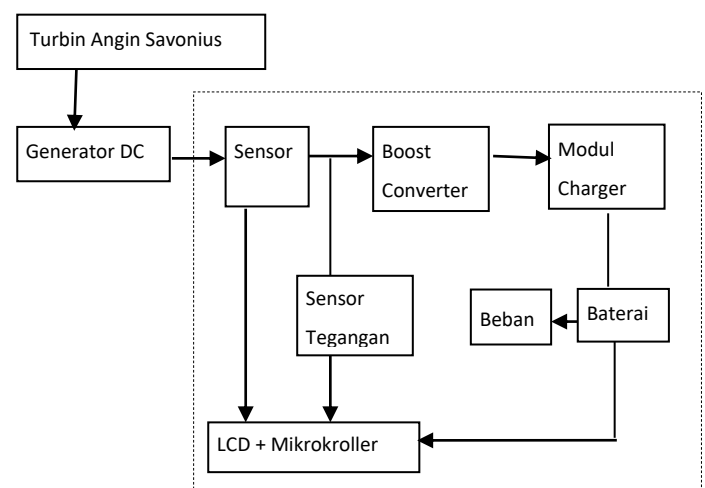 Turbin Angin Savonius
Generator DC
Sensor
Boost
Converter
Modul
Charger
Sensor
Tegangan
Beban
Baterai
LCD + Mikrokroller